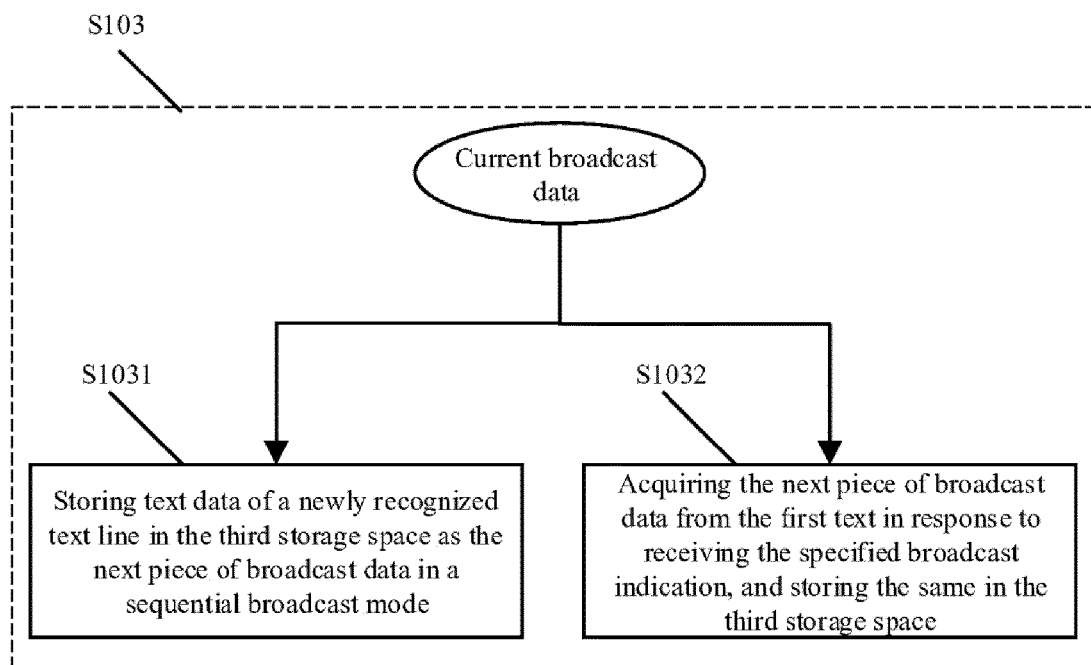 S103
Current broadcast
data
S1031
Storing text data of a newly recognized
text line in the third storage space as the
next piece of broadcast data in a
sequential broadcast mode
S1032
Acquiring the next piece of broadcast
data from the first text in response to
receiving the specified broadcast
indication, and storing the same in the
third storage space